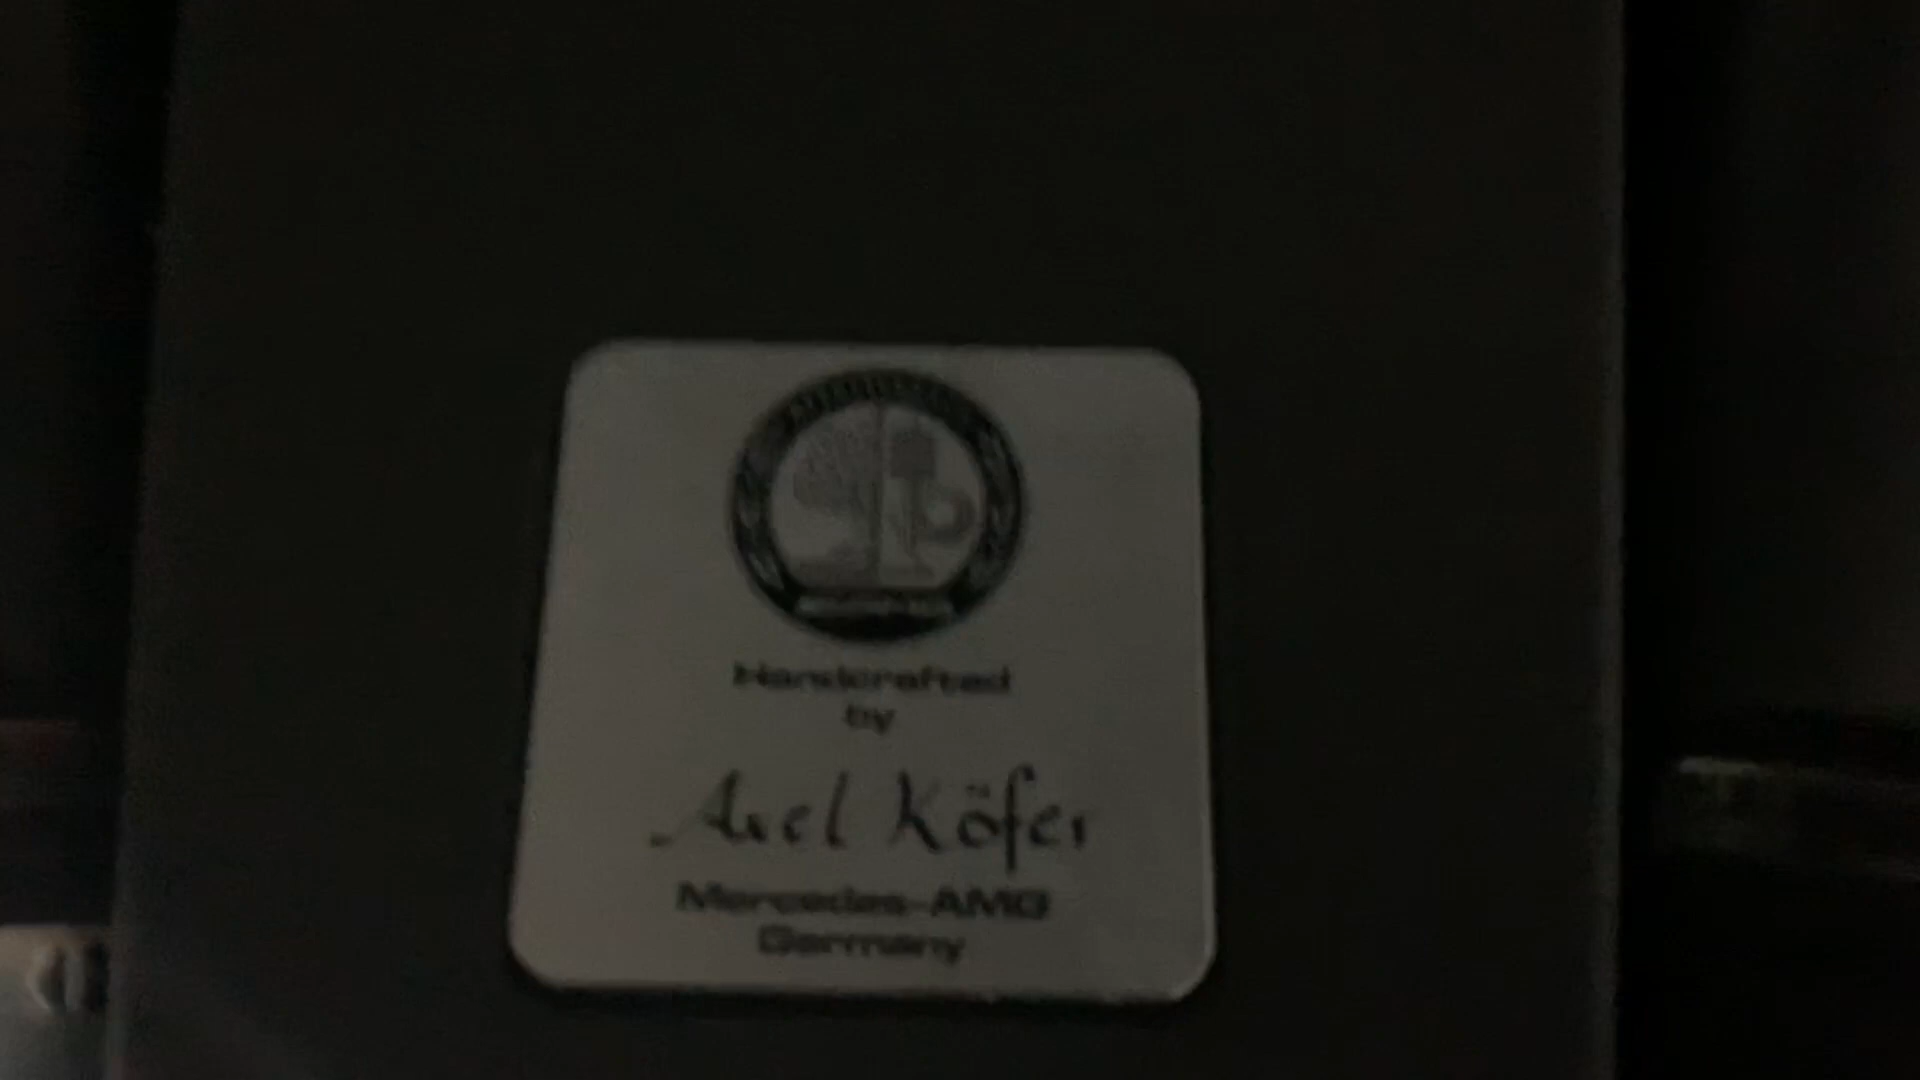 Handcrafted
by
Axel Köfer
Mercedes-AMG
Germany